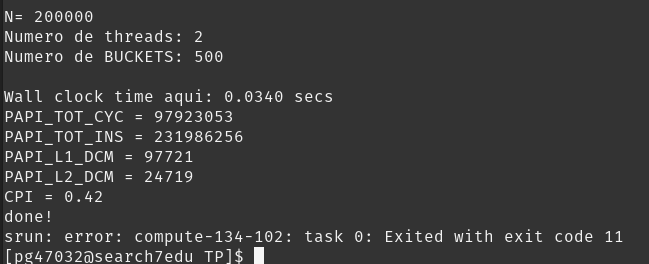 N= 200000
Numero de threads: 2
Numero de BUCKETS: 500
Wall clock time aqui: 0.0340 secs
PAPI_TOT_CYC = 97923053
PAPI_TOT_INS = 231986256
PAPI_L1_DCM = 97721
PAPI_L2_DCM = 24719
CPI = 0.42
done!
srun: error: compute-134-102: task 0: Exited with exit code 11
[pg47032@search7edu TP]$